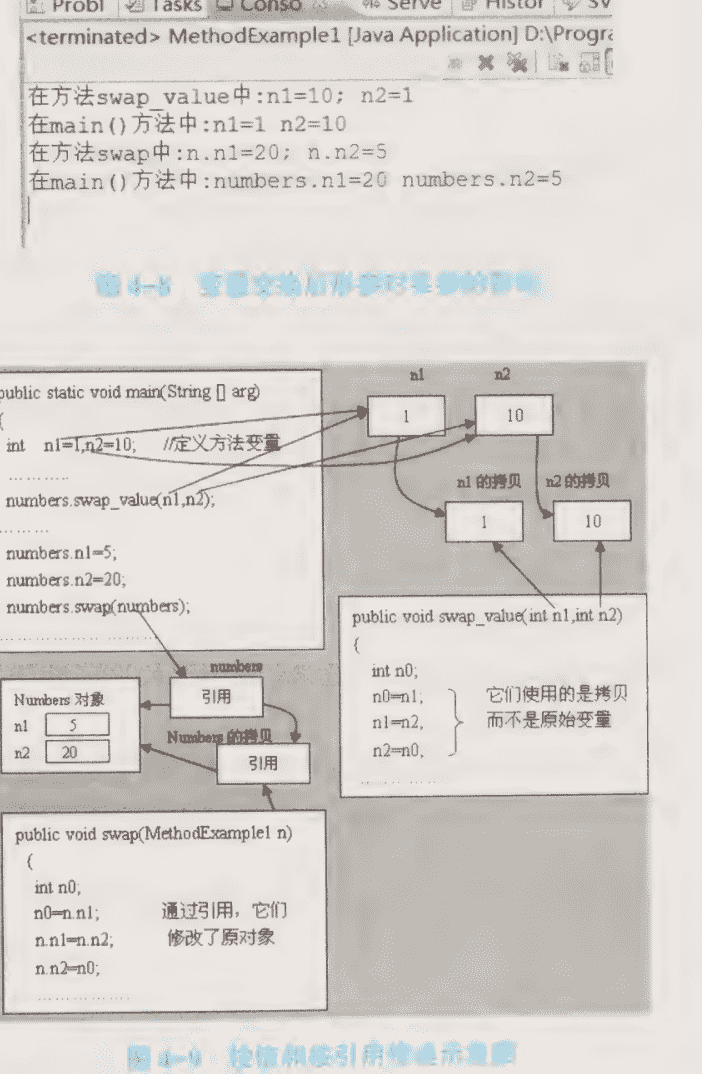 Probl Tasks Conso Serve Histor SV
<terminated> MethodExample1 [Java Application] D:\Progra
在方法swap_value中:n1=10; n2=1
在main()方法中:n1=1 n2=10
在方法swap中:n.n1=20; n.n2=5
在main()方法中:numbers.n1=20 numbers.n2=5
public static void main(String [] arg)
{
int n1=1,n2=10; //定义方法变量
………..
numbers.swap_value(n1,n2);
………
numbers.n1=5;
numbers.n2=20;
numbers.swap(numbers);
n1
n2
1
10
n1 的拷贝
n2 的拷贝
1
10
public void swap_value(int n1,int n2)
{
int n0;
n0=n1;
n1=n2,
n2=n0,
它们使用的是拷贝
而不是原始变量
numbers
引用
Numbers 对象
n1 5
n2 20
Numbers 的拷贝
引用
public void swap(MethodExample1 n)
{
int n0;
n0=n.n1;
n.n1=n.n2;
n.n2=n0;
通过引用，它们
修改了原对象